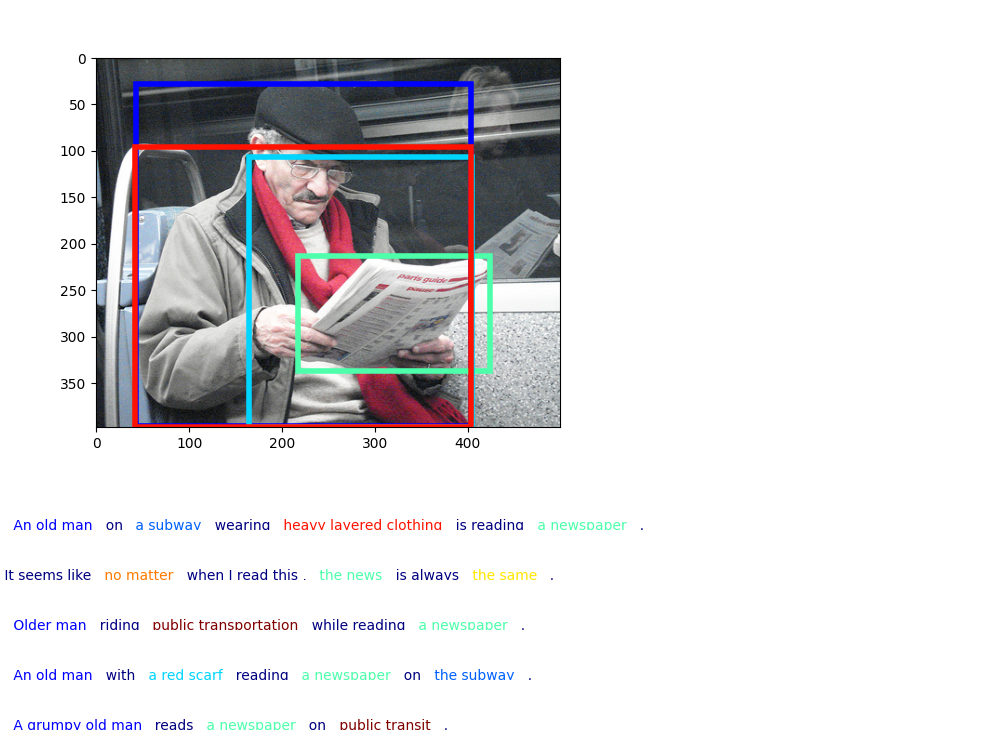 0
50
100
150
200
250
300
350
0 100 200 300 400
paris guide
pause
An old man on a subway wearing heavy layered clothing is reading a newspaper .
It seems like no matter when I read this , the news is always the same .
Older man riding public transportation while reading a newspaper .
An old man with a red scarf reading a newspaper on the subway .
A grumpy old man reads a newspaper on public transit .